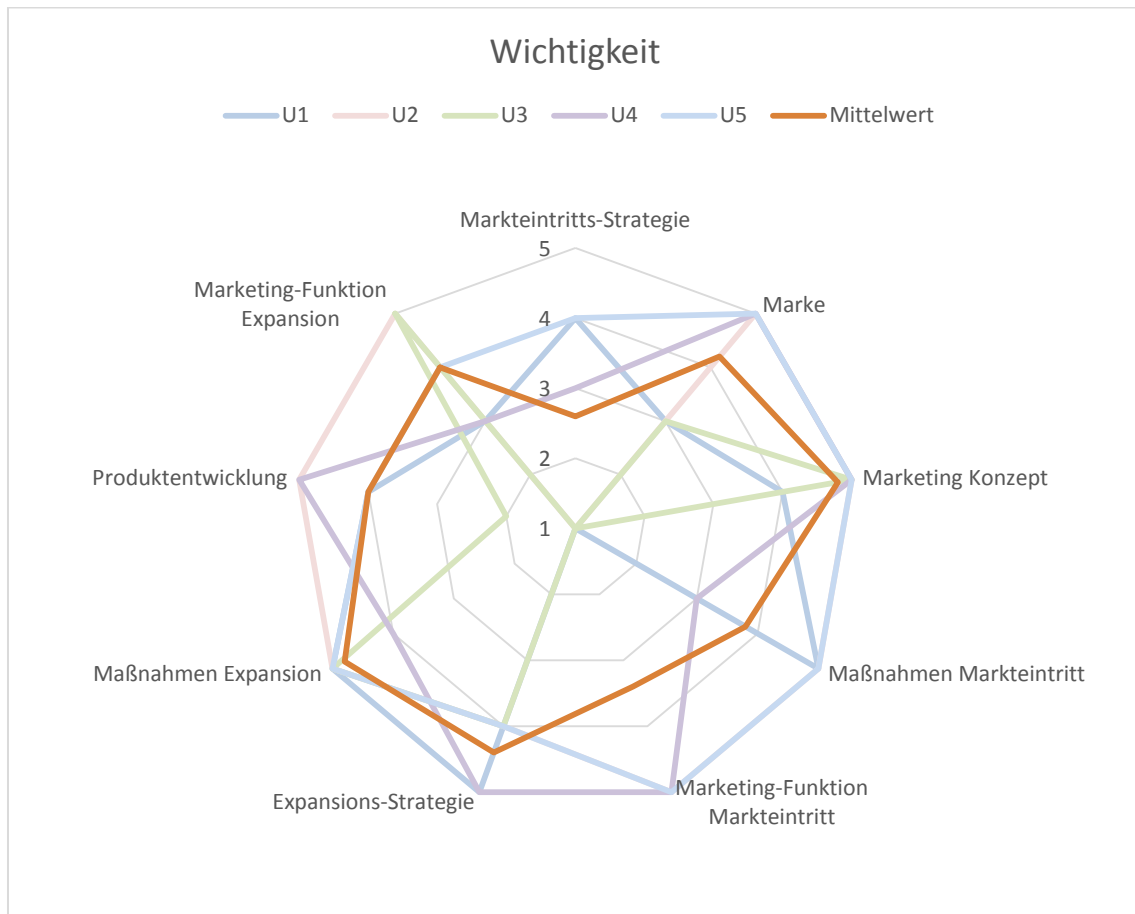 Wichtigkeit
U1 U2 U3 U4 U5 Mittelwert
Markteintritts-Strategie
5
4
3
2
1
Marke
Marketing Konzept
Maßnahmen Markteintritt
Marketing-Funktion
Markteintritt
Expansions-Strategie
Maßnahmen Expansion
Produktentwicklung
Marketing-Funktion
Expansion